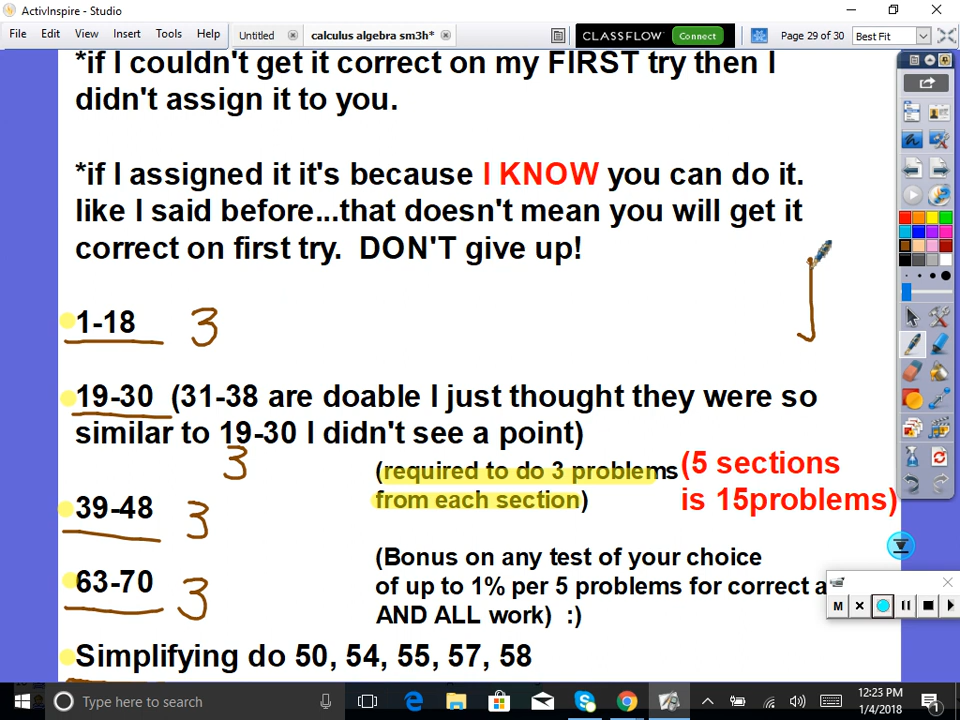 ActivInspire - Studio
File Edit View Insert Tools Help Untitled calculus algebra sm3h* CLASSFLOW Connect Page 29 of 30 Best Fit
*if I couldn't get it correct on my FIRST try then I
didn't assign it to you.
*if I assigned it it's because I KNOW you can do it.
like I said before...that doesn't mean you will get it
correct on first try. DON'T give up!
1-18 3
19-30 (31-38 are doable I just thought they were so
similar to 19-30 I didn't see a point)
3
(required to do 3 problems
from each section)
(5 sections
is 15problems)
39-48 3
63-70 3
(Bonus on any test of your choice
of up to 1% per 5 problems for correct a
AND ALL work) :)
M
Simplifying do 50, 54, 55, 57, 58
Type here to search
12:23 PM
1/4/2018
1